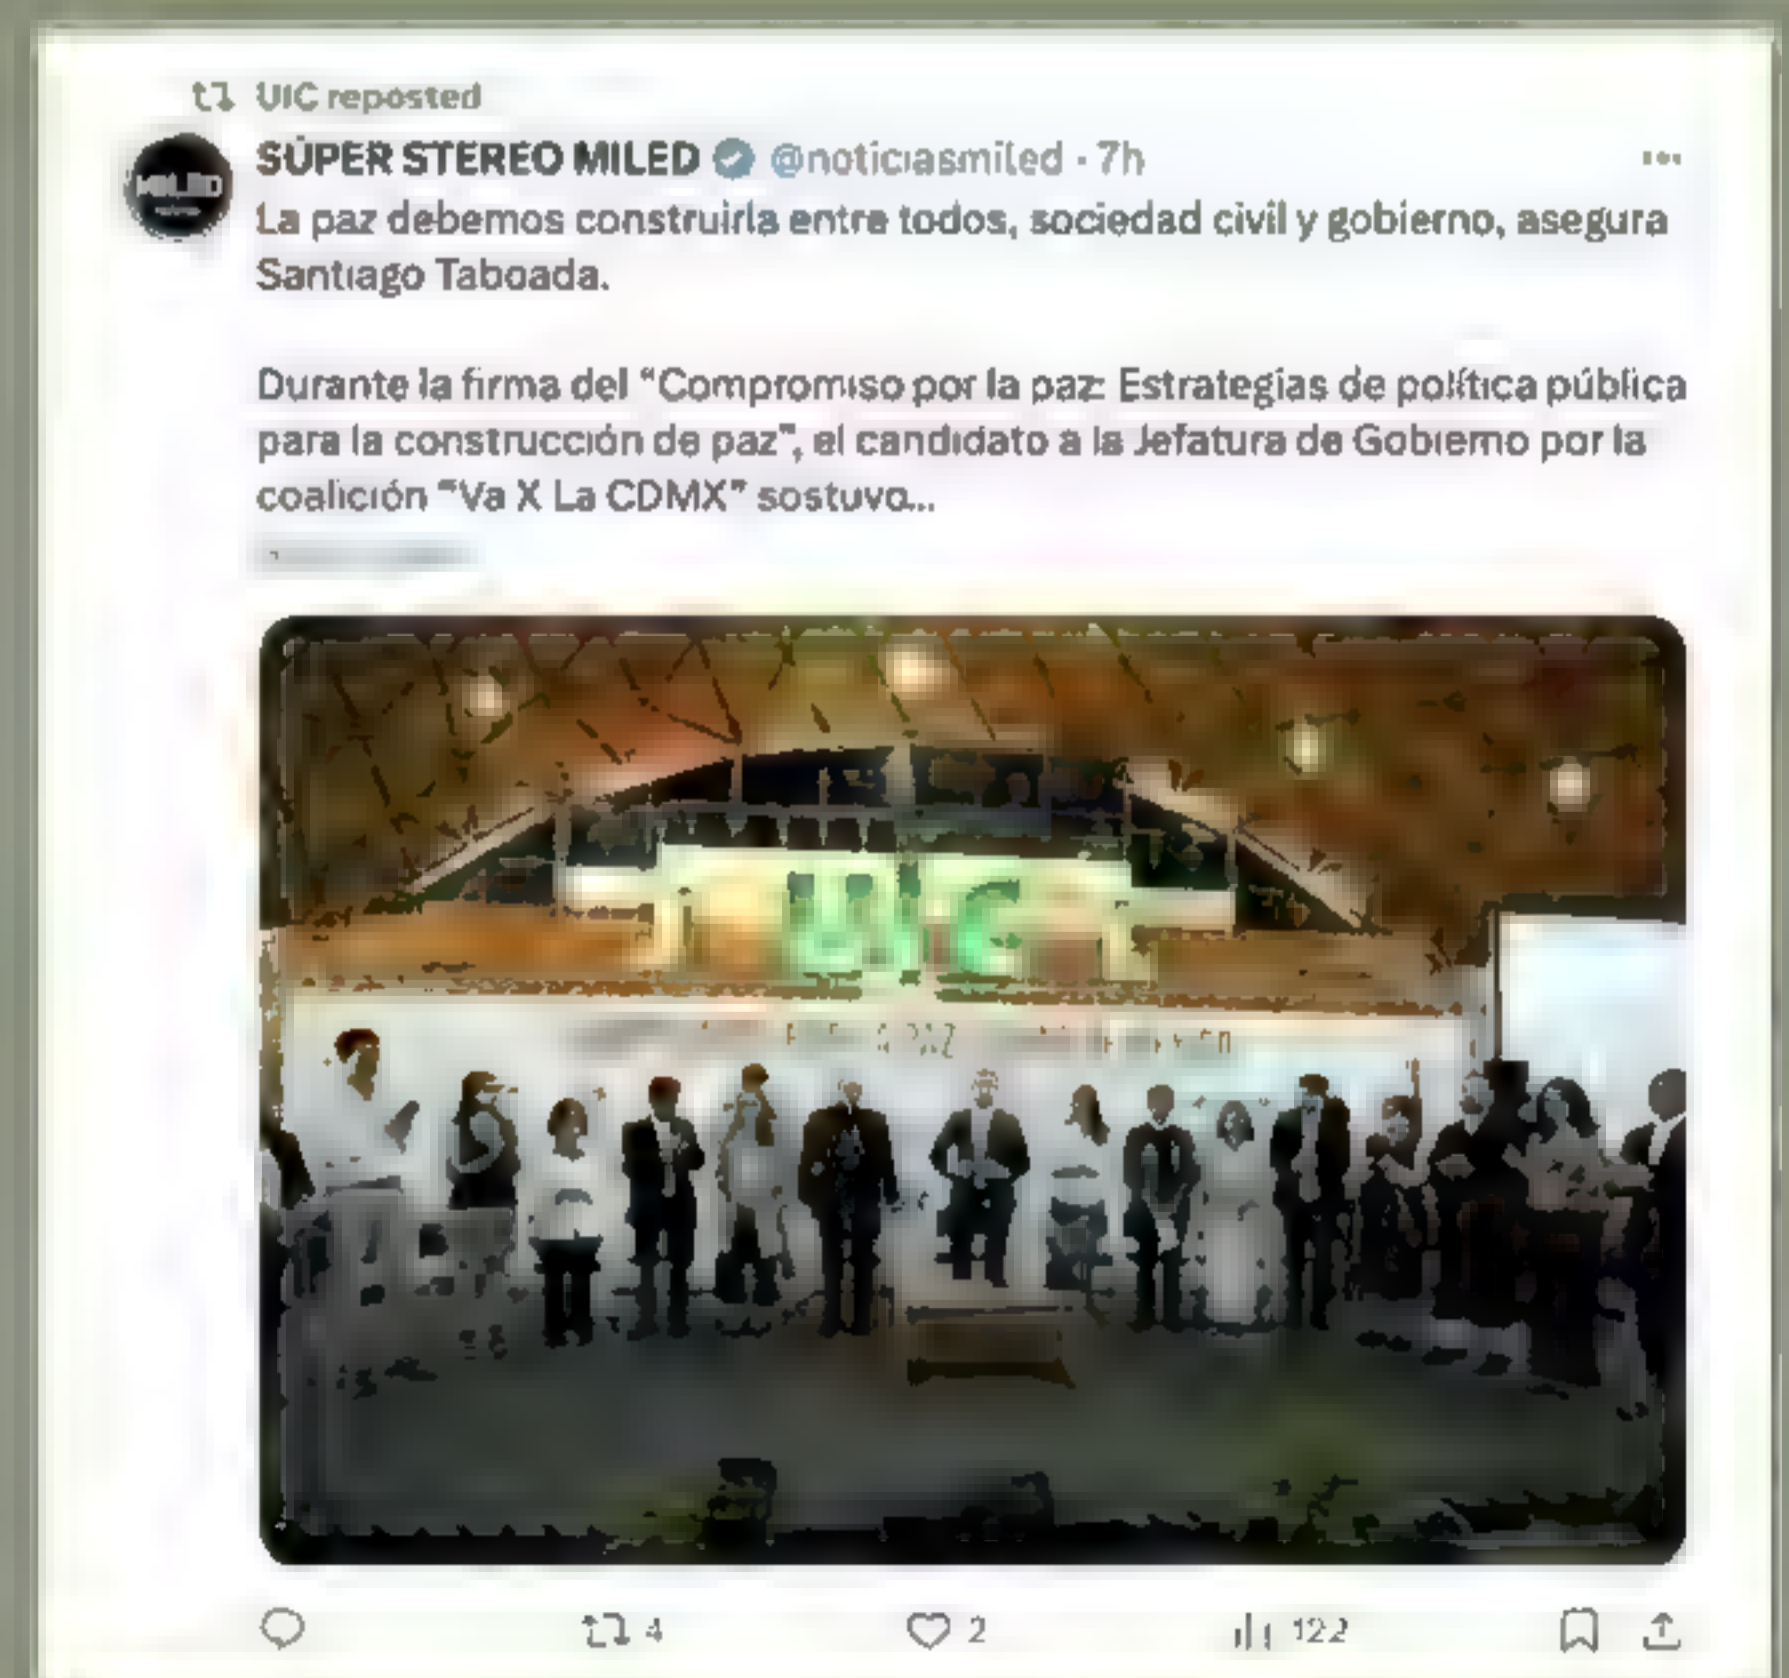 UIC reposted
SÚPER STEREO MILED @noticiasmiled · 7h
La paz debemos construirla entre todos, sociedad civil y gobierno, asegura
Santiago Taboada.
Durante la firma del “Compromiso por la paz: Estrategias de política pública
para la construcción de paz”, el candidato a la Jefatura de Gobierno por la
coalición “Va X La CDMX” sostuvo...
MILED
UIC
PAZ
4 2 122